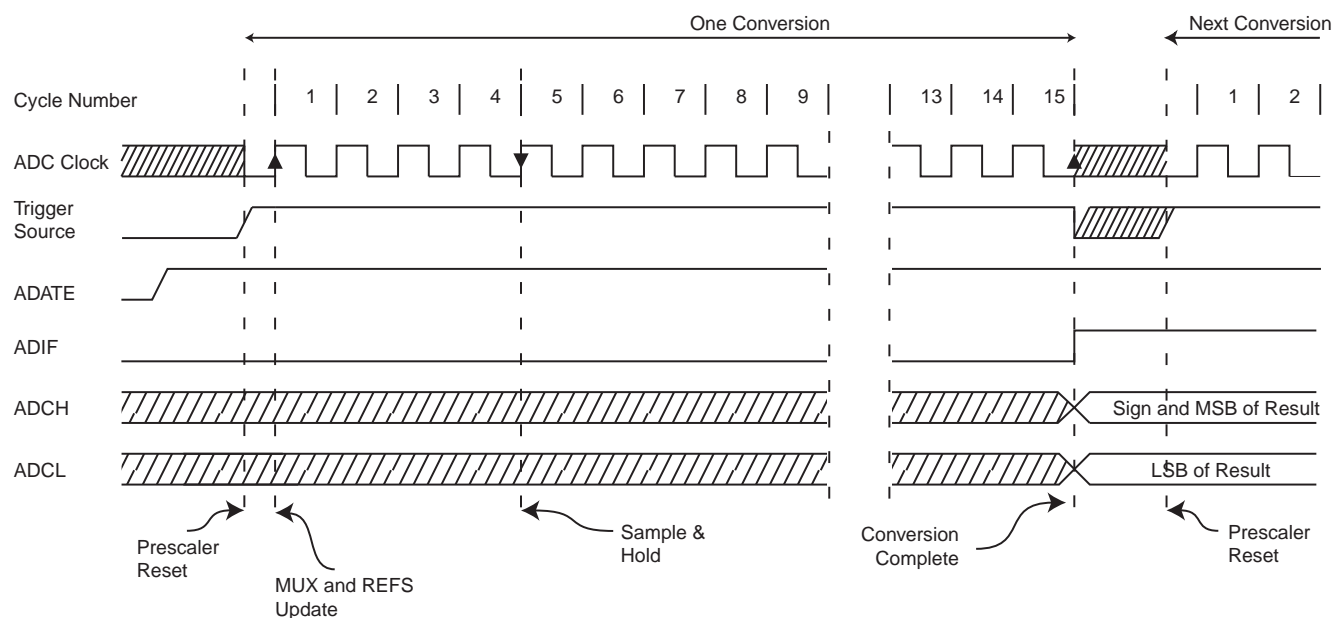 One Conversion
Next Conversion
Cycle Number
1 2 3 4 5 6 7 8 9 13 14 15 1 2
ADC Clock
Trigger
Source
ADATE
ADIF
ADCH
Sign and MSB of Result
ADCL
LSB of Result
Prescaler
Reset
MUX and REFS
Update
Sample &
Hold
Conversion
Complete
Prescaler
Reset